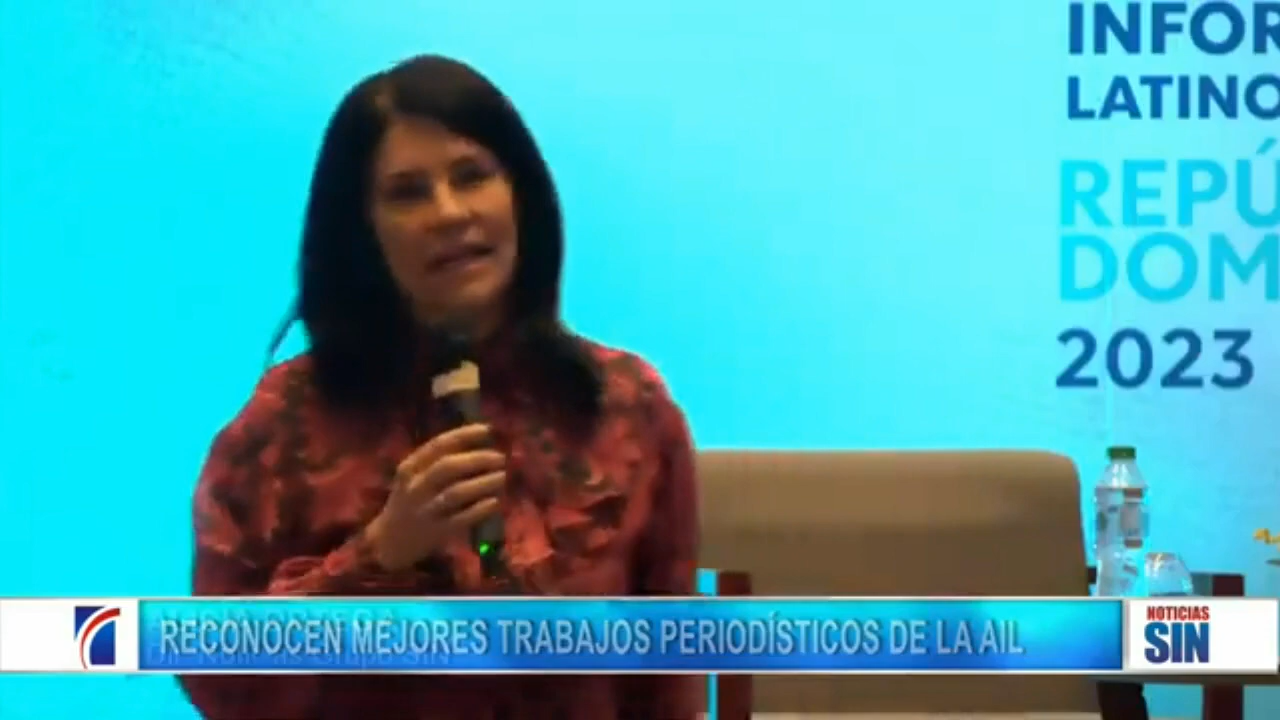 INFOR
LATINO
REPÚ
DOM
2023
RECONOCEN MEJORES TRABAJOS PERIODÍSTICOS DE LA AIL
NOTICIAS
SIN